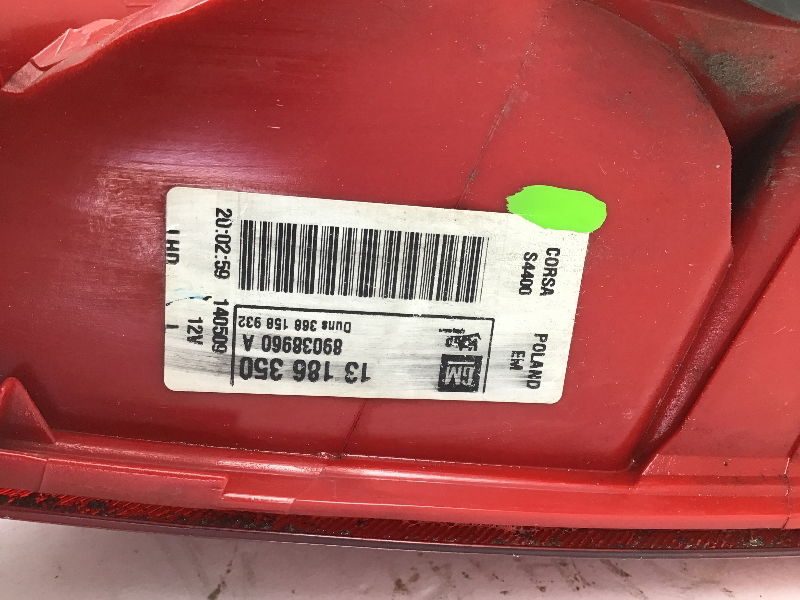 13 186 350
89038960 A
Duns 368 158 932
GM
CORSA POLAND
S4400 EM
20:02:59 140509 12V
LHD L